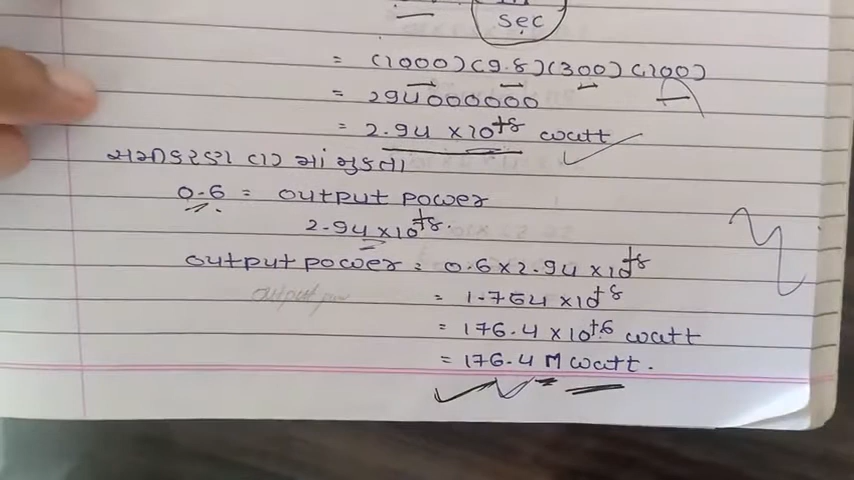 sec
= (1000)(9.8)(300)(100)
= 294000000
= 2.94 x 10^+8 watt
સમીકરણ (૨) માં મુકતા
0.6 = output power
2.94 x 10^+8.
output power = 0.6 x 2.94 x 10^+8
= 1.764 x 10^+8
= 176.4 x 10^+6 watt
= 176.4 M watt.